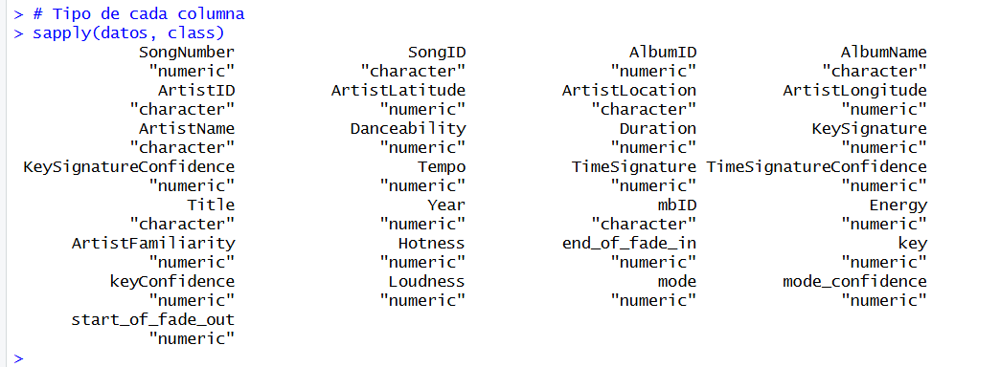 > # Tipo de cada columna
> sapply(datos, class)
SongNumber SongID AlbumID AlbumName
"numeric" "character" "numeric" "character"
ArtistID ArtistLatitude ArtistLocation ArtistLongitude
"character" "numeric" "character" "numeric"
ArtistName Danceability Duration KeySignature
"character" "numeric" "numeric" "numeric"
KeySignatureConfidence Tempo TimeSignature TimeSignatureConfidence
"numeric" "numeric" "numeric" "numeric"
Title Year mbID Energy
"character" "numeric" "character" "numeric"
ArtistFamiliarity Hotness end_of_fade_in key
"numeric" "numeric" "numeric" "numeric"
keyConfidence Loudness mode mode_confidence
"numeric" "numeric" "numeric" "numeric"
start_of_fade_out
"numeric"
>